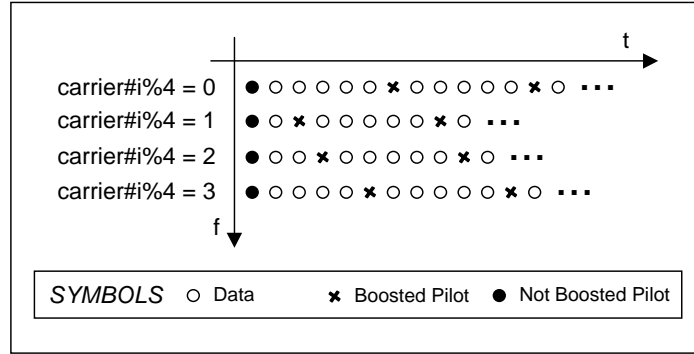 t
carrier#i%4 = 0
carrier#i%4 = 1
carrier#i%4 = 2
carrier#i%4 = 3
f
SYMBOLS Data Boosted Pilot Not Boosted Pilot